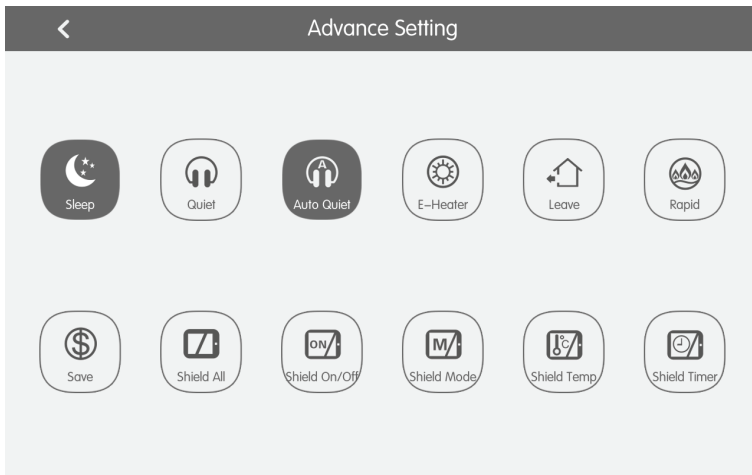 Advance Setting
Sleep
Quiet
A
Auto Quiet
E-Heater
Leave
Rapid
$
Save
Shield All
ON
Shield On/Off
M
Shield Mode
°C
Shield Temp
Shield Timer